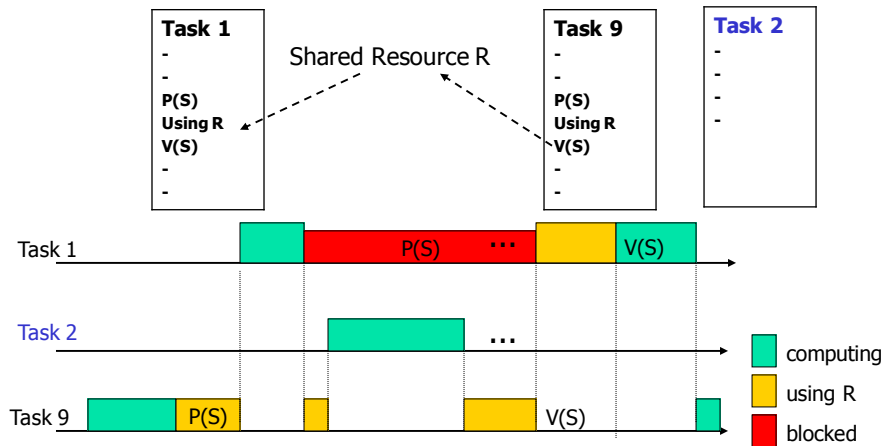 Task 1
-
-
P(S)
Using R
V(S)
-
-
Shared Resource R
Task 9
-
-
P(S)
Using R
V(S)
-
-
Task 2
-
-
-
-
Task 1
P(S)
...
V(S)
Task 2
...
Task 9
P(S)
V(S)
computing
using R
blocked